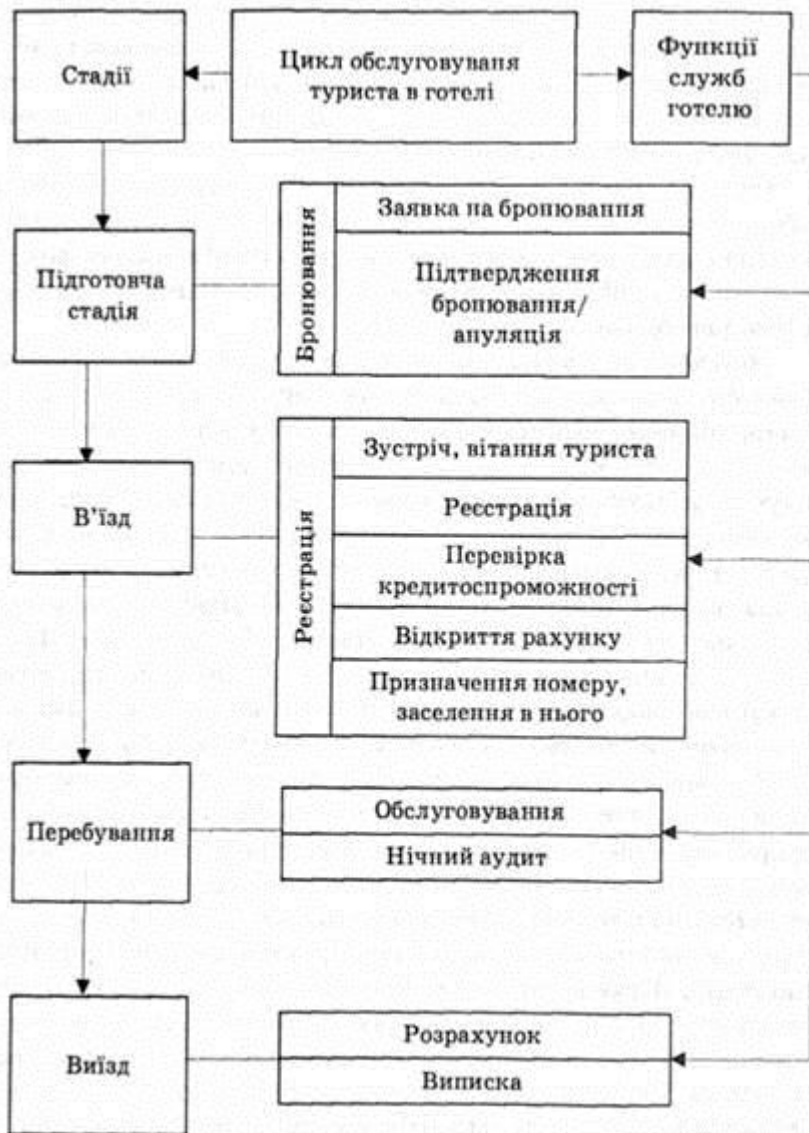 Стадії
Цикл обслуговуваня
туриста в готелі
Функції
служб
готелю
Підготовча
стадія
Бронювання
Заявка на бронювання
Підтвердження
бронювання/
ануляція
В'їзд
Реєстрація
Зустріч, вітання туриста
Реєстрація
Перевірка
кредитоспроможності
Відкриття рахунку
Призначення номеру,
заселення в нього
Перебування
Обслуговування
Нічний аудит
Виїзд
Розрахунок
Виписка